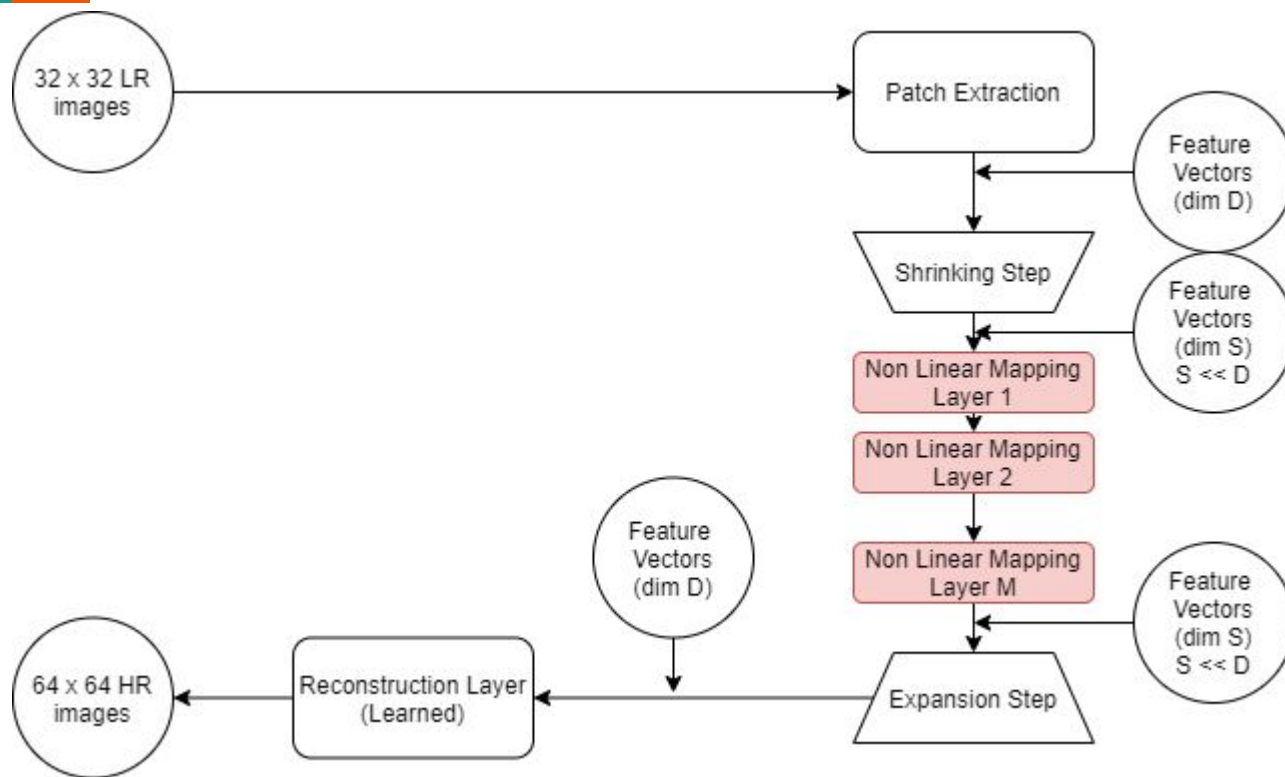 32 x 32 LR
images
Patch Extraction
Feature
Vectors
(dim D)
Shrinking Step
Feature
Vectors
(dim S)
S << D
Non Linear Mapping
Layer 1
Non Linear Mapping
Layer 2
Non Linear Mapping
Layer M
Feature
Vectors
(dim S)
S << D
Expansion Step
Feature
Vectors
(dim D)
Reconstruction Layer
(Learned)
64 x 64 HR
images